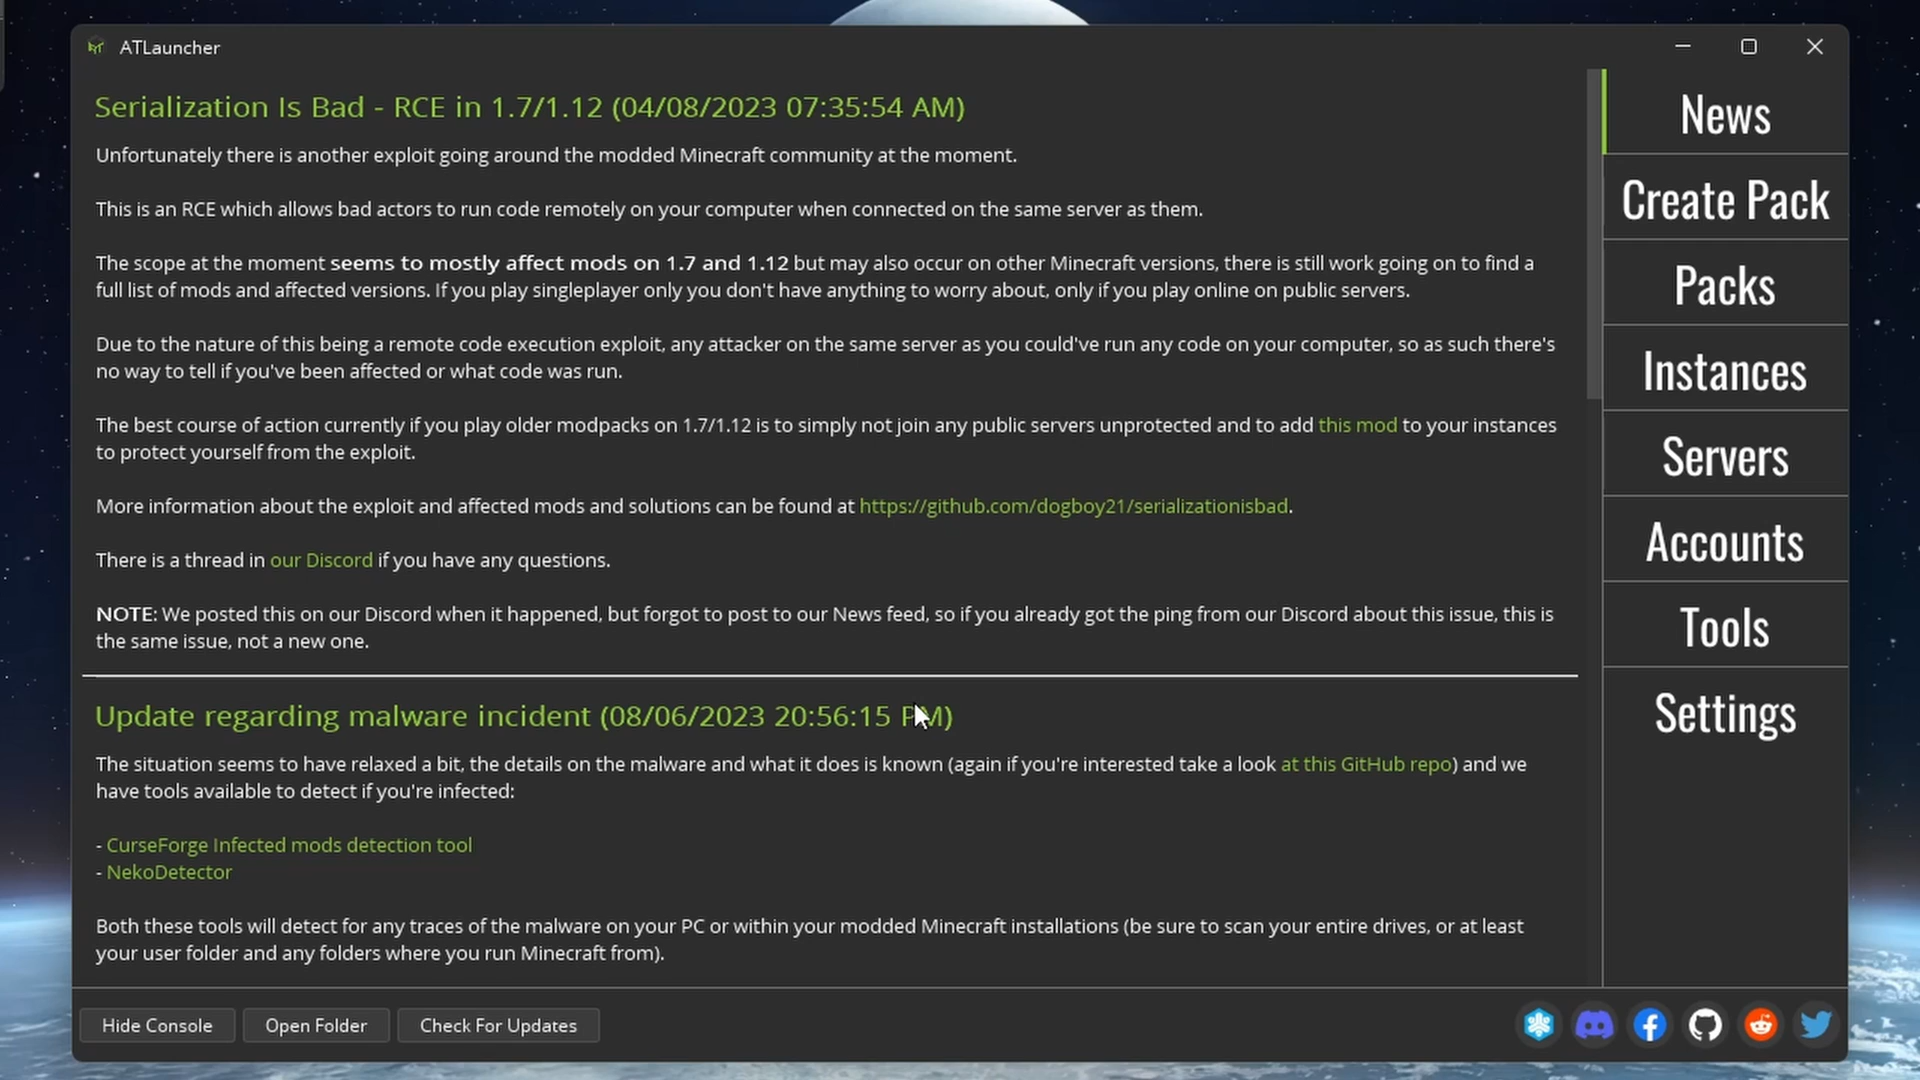 ATLauncher
Serialization Is Bad - RCE in 1.7/1.12 (04/08/2023 07:35:54 AM)
Unfortunately there is another exploit going around the modded Minecraft community at the moment.
This is an RCE which allows bad actors to run code remotely on your computer when connected on the same server as them.
The scope at the moment seems to mostly affect mods on 1.7 and 1.12 but may also occur on other Minecraft versions, there is still work going on to find a
full list of mods and affected versions. If you play singleplayer only you don't have anything to worry about, only if you play online on public servers.
Due to the nature of this being a remote code execution exploit, any attacker on the same server as you could've run any code on your computer, so as such there's
no way to tell if you've been affected or what code was run.
The best course of action currently if you play older modpacks on 1.7/1.12 is to simply not join any public servers unprotected and to add this mod to your instances
to protect yourself from the exploit.
More information about the exploit and affected mods and solutions can be found at https://github.com/dogboy21/serializationisbad.
There is a thread in our Discord if you have any questions.
NOTE: We posted this on our Discord when it happened, but forgot to post to our News feed, so if you already got the ping from our Discord about this issue, this is
the same issue, not a new one.
Update regarding malware incident (08/06/2023 20:56:15 PM)
The situation seems to have relaxed a bit, the details on the malware and what it does is known (again if you're interested take a look at this GitHub repo) and we
have tools available to detect if you're infected:
- CurseForge Infected mods detection tool
- NekoDetector
Both these tools will detect for any traces of the malware on your PC or within your modded Minecraft installations (be sure to scan your entire drives, or at least
your user folder and any folders where you run Minecraft from).
News
Create Pack
Packs
Instances
Servers
Accounts
Tools
Settings
Hide Console
Open Folder
Check For Updates